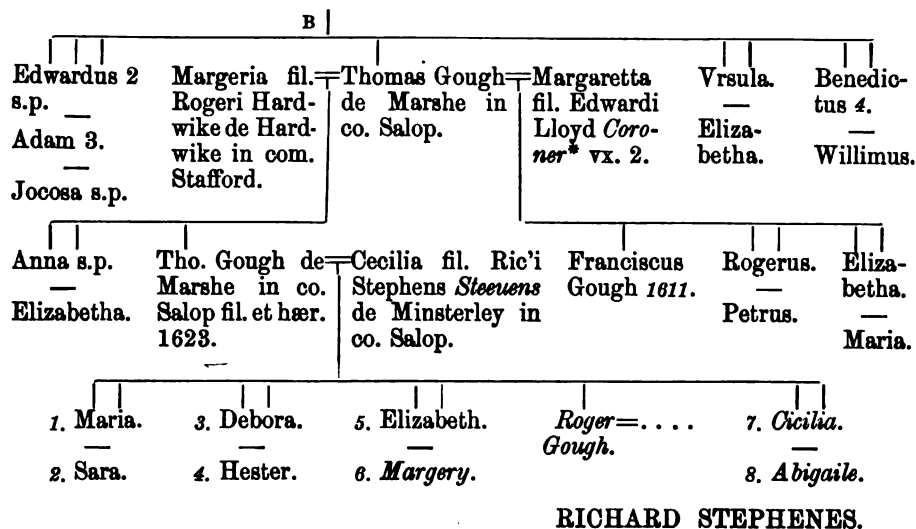 B
Edwardus 2
s.p.
—
Adam 3.
—
Jocosa s.p.
Margeria fil.
Rogeri Hard-
wike de Hard-
wike in com.
Stafford.
=Thomas Gough=
de Marshe in
co. Salop.
Margaretta
fil. Edwardi
Lloyd Coro-
ner* vx. 2.
Vrsula.
—
Eliza-
betha.
Benedic-
tus 4.
—
Willimus.
Anna s.p.
—
Elizabetha.
Tho. Gough de=
Marshe in co.
Salop fil. et hær.
1623.
Cecilia fil. Ric'i
Stephens Steeuens
de Minsterley in
co. Salop.
Franciscus
Gough 1611.
Rogerus.
—
Petrus.
Eliza-
betha.
—
Maria.
1. Maria.
—
2. Sara.
3. Debora.
—
4. Hester.
5. Elizabeth.
—
6. Margery.
Roger=....
Gough.
7. Cicilia.
—
8. Abigaile.
RICHARD STEPHENES.